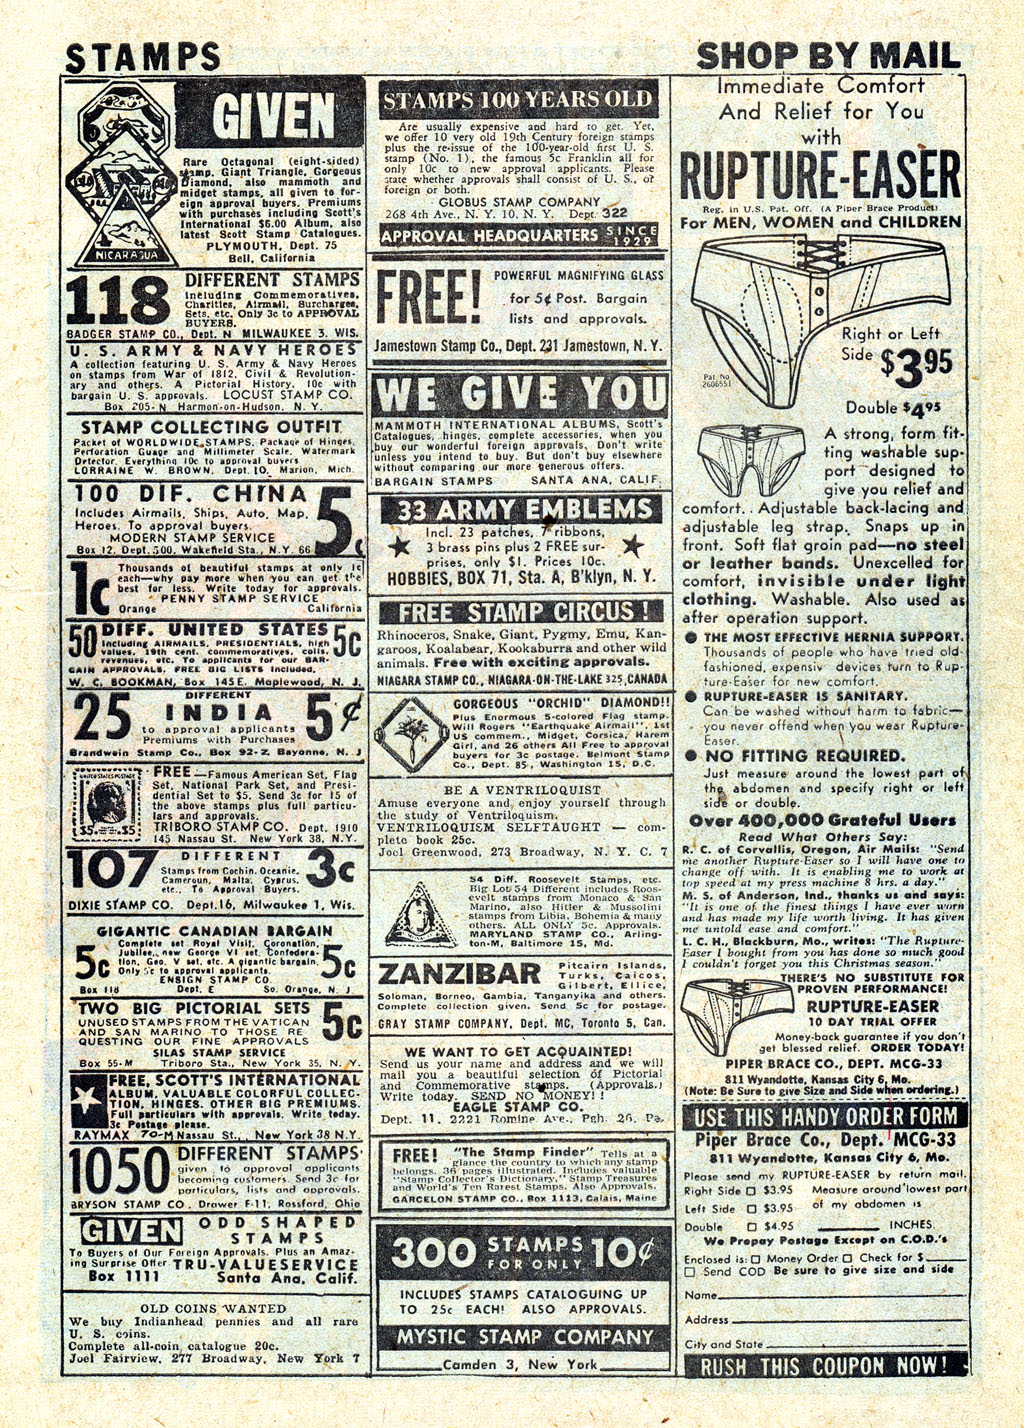 STAMPS
GIVEN
Rare Octagonal (eight-sided)
stamp. Giant Triangle, Gorgeous
Diamond, also mammoth and
midget stamps, all given to for-
eign approval buyers. Premiums
with purchases including Scott's
International $6.00 Album, also
latest Scott Stamp Catalogues.
PLYMOUTH, Dept. 75
Bell, California
NICARAGUA
118 DIFFERENT STAMPS
Including Commemoratives,
Charities, Airmail, Surcharges,
Sets, etc. Only 3c to APPROVAL
BUYERS.
BADGER STAMP CO., Dept. N MILWAUKEE 3, WIS.
U. S. ARMY & NAVY HEROES
A collection featuring U. S. Army & Navy Heroes
on stamps from War of 1812, Civil & Revolution-
ary and others. A Pictorial History, 10c with
bargain U. S. approvals. LOCUST STAMP CO.
Box 205-N Harmon-on-Hudson, N. Y.
STAMP COLLECTING OUTFIT
Packet of WORLDWIDE STAMPS, Package of Hinges,
Perforation Guage and Millimeter Scale, Watermark
Detector. Everything 10c to approval buyers
LORRAINE W. BROWN, Dept. 10, Marion, Mich.
100 DIF. CHINA 5c
Includes Airmails, Ships, Auto, Map,
Heroes. To approval buyers.
MODERN STAMP SERVICE
Box 12, Dept. 500, Wakefield Sta., N.Y. 66
1c Thousands of beautiful stamps at only 1c
each—why pay more when you can get the
best for less. Write today for approvals.
PENNY STAMP SERVICE
Orange California
50 DIFF. UNITED STATES 5c
Including AIRMAILS, PRESIDENTIALS, high
values, 19th cent. commemoratives, coils,
revenues, etc. To applicants for our BAR-
GAIN APPROVALS. FREE BIG LISTS Included.
W. C. BOOKMAN, Box 145E, Maplewood, N. J.
25 DIFFERENT
INDIA 5¢
to approval applicants
Premiums with Purchases
Brandwein Stamp Co., Box 92-Z, Bayonne, N. J
UNITED STATES POSTAGE
$5. $5.
FREE—Famous American Set, Flag
Set, National Park Set, and Presi-
dential Set to $5. Send 3c for 15 of
the above stamps plus full particu-
lars and approvals.
TRIBORO STAMP CO. Dept. 1910
145 Nassau St. New York 38, N.Y.
107 DIFFERENT 3c
Stamps from Cochin, Oceanie,
Cameroun, Malta, Cyprus,
etc., To Approval Buyers.
DIXIE STAMP CO. Dept.16, Milwaukee 1, Wis.
GIGANTIC CANADIAN BARGAIN
5c Complete set Royal Visit, Coronation,
Jubilee, new George VI set, Confedera-
tion, Geo. V set, etc. A gigantic bargain.
Only 5c to approval applicants. 5c
ENSIGN STAMP CO.
Box 118 Dept. E So. Orange, N. J.
TWO BIG PICTORIAL SETS 5c
UNUSED STAMPS FROM THE VATICAN
AND SAN MARINO TO THOSE RE
QUESTING OUR FINE APPROVALS
SILAS STAMP SERVICE
Box 55-M Triboro Sta., New York 35, N. Y.
FREE, SCOTT'S INTERNATIONAL
ALBUM, VALUABLE COLORFUL COLLEC-
TION, HINGES. OTHER BIG PREMIUMS.
Full particulars with approvals. Write today.
3c Postage please.
RAYMAX 70-M Nassau St., New York 38 N.Y.
1050 DIFFERENT STAMPS
given to approval applicants
becoming customers. Send 3c for
particulars, lists and approvals.
BRYSON STAMP CO. Drawer F-11, Rossford, Ohio
GIVEN ODD SHAPED
STAMPS
To Buyers of Our Foreign Approvals. Plus an Amaz-
ing Surprise Offer TRU-VALUESERVICE
Box 1111 Santa Ana, Calif.
OLD COINS WANTED
We buy Indianhead pennies and all rare
U. S. coins.
Complete all-coin catalogue 20c.
Joel Fairview, 277 Broadway, New York 7
STAMPS 100 YEARS OLD
Are usually expensive and hard to get. Yet,
we offer 10 very old 19th Century foreign stamps
plus the re-issue of the 100-year-old first U. S.
stamp (No. 1), the famous 5c Franklin all for
only 10c to new approval applicants. Please
state whether approvals shall consist of U. S., or
foreign or both.
GLOBUS STAMP COMPANY
268 4th Ave., N. Y. 10, N. Y. Dept. 322
APPROVAL HEADQUARTERS SINCE 1929
FREE! POWERFUL MAGNIFYING GLASS
for 5¢ Post. Bargain
lists and approvals.
Jamestown Stamp Co., Dept. 231 Jamestown, N. Y.
WE GIVE YOU
MAMMOTH INTERNATIONAL ALBUMS, Scott's
Catalogues, hinges, complete accessories, when you
buy our wonderful foreign approvals. Don't write
unless you intend to buy. But don't buy elsewhere
without comparing our more generous offers.
BARGAIN STAMPS SANTA ANA, CALIF.
33 ARMY EMBLEMS
Incl. 23 patches, 7 ribbons,
3 brass pins plus 2 FREE sur-
prises, only $1. Prices 10c.
HOBBIES, BOX 71, Sta. A, B'klyn, N. Y.
FREE STAMP CIRCUS!
Rhinoceros, Snake, Giant, Pygmy, Emu, Kan-
garoos, Koalabear, Kookaburra and other wild
animals. Free with exciting approvals.
NIAGARA STAMP CO., NIAGARA-ON-THE-LAKE 325, CANADA
GORGEOUS "ORCHID" DIAMOND!!
Plus Enormous 5-colored Flag stamp.
Will Rogers "Earthquake Airmail", 1st
US commem., Midget, Corsica, Harem
Girl, and 26 others All Free to approval
buyers for 3c postage. Belmont Stamp
Co., Dept. 85, Washington 15, D.C.
BE A VENTRILOQUIST
Amuse everyone and enjoy yourself through
the study of Ventriloquism.
VENTRILOQUISM SELFTAUGHT — com-
plete book 25c.
Joel Greenwood, 273 Broadway, N. Y. C. 7
54 Diff. Roosevelt Stamps, etc.
Big Lot 54 Different includes Roos-
evelt stamps from Monaco & San
Marino, also Hitler & Mussolini
stamps from Libia, Bohemia & many
others. ALL ONLY 5c. Approvals.
MARYLAND STAMP CO., Arling-
ton-M, Baltimore 15, Md.
ZANZIBAR Pitcairn Islands,
Turks, Caicos,
Gilbert, Ellice,
Soloman, Borneo, Gambia, Tanganyika and others.
Complete collection given. Send 5c for postage.
GRAY STAMP COMPANY, Dept. MC, Toronto 5, Can.
WE WANT TO GET ACQUAINTED!
Send us your name and address and we will
mail you a beautiful selection of Pictorial
and Commemorative stamps. (Approvals.)
Write today. SEND NO MONEY!!
EAGLE STAMP CO.
Dept. 11, 2221 Romine Ave., Pgh. 26, Pa.
FREE! "The Stamp Finder" Tells at a
glance the country to which any stamp
belongs. 36 pages illustrated. Includes valuable
"Stamp Collector's Dictionary," Stamp Treasures
and World's Ten Rarest Stamps. Also Approvals.
GARCELON STAMP CO., Box 1113, Calais, Maine
300 STAMPS FOR ONLY 10¢
INCLUDES STAMPS CATALOGUING UP
TO 25c EACH! ALSO APPROVALS.
MYSTIC STAMP COMPANY
Camden 3, New York
SHOP BY MAIL
Immediate Comfort
And Relief for You
with
RUPTURE-EASER
Reg. in U.S. Pat. Off. (A Piper Brace Product)
For MEN, WOMEN and CHILDREN
Pat. No.
2606551
Right or Left
Side $3.95
Double $4.95
A strong, form fit-
ting washable sup-
port designed to
give you relief and
comfort. Adjustable back-lacing and
adjustable leg strap. Snaps up in
front. Soft flat groin pad—no steel
or leather bands. Unexcelled for
comfort, invisible under light
clothing. Washable. Also used as
after operation support.
● THE MOST EFFECTIVE HERNIA SUPPORT.
Thousands of people who have tried old-
fashioned, expensiv devices turn to Rup-
ture-Easer for new comfort.
● RUPTURE-EASER IS SANITARY.
Can be washed without harm to fabric—
you never offend when you wear Rupture-
Easer.
● NO FITTING REQUIRED.
Just measure around the lowest part of
the abdomen and specify right or left
side or double.
Over 400,000 Grateful Users
Read What Others Say:
R. C. of Corvallis, Oregon, Air Mails: "Send
me another Rupture-Easer so I will have one to
change off with. It is enabling me to work at
top speed at my press machine 8 hrs. a day."
M. S. of Anderson, Ind., thanks us and says:
"It is one of the finest things I have ever worn
and has made my life worth living. It has given
me untold ease and comfort."
L. C. H., Blackburn, Mo., writes: "The Rupture-
Easer I bought from you has done so much good
I couldn't forget you this Christmas season."
THERE'S NO SUBSTITUTE FOR
PROVEN PERFORMANCE!
RUPTURE-EASER
10 DAY TRIAL OFFER
Money-back guarantee if you don't
get blessed relief. ORDER TODAY!
PIPER BRACE CO., DEPT. MCG-33
811 Wyandotte, Kansas City 6, Mo.
(Note: Be Sure to give Size and Side when ordering.)
USE THIS HANDY ORDER FORM
Piper Brace Co., Dept. MCG-33
811 Wyandotte, Kansas City 6, Mo.
Please send my RUPTURE-EASER by return mail.
Right Side □ $3.95 Measure around lowest part
Left Side □ $3.95 of my abdomen is
Double □ $4.95 ______ INCHES.
We Prepay Postage Except on C.O.D.'s
Enclosed is: □ Money Order □ Check for $____
□ Send COD Be sure to give size and side
Name
Address
City and State
RUSH THIS COUPON NOW!